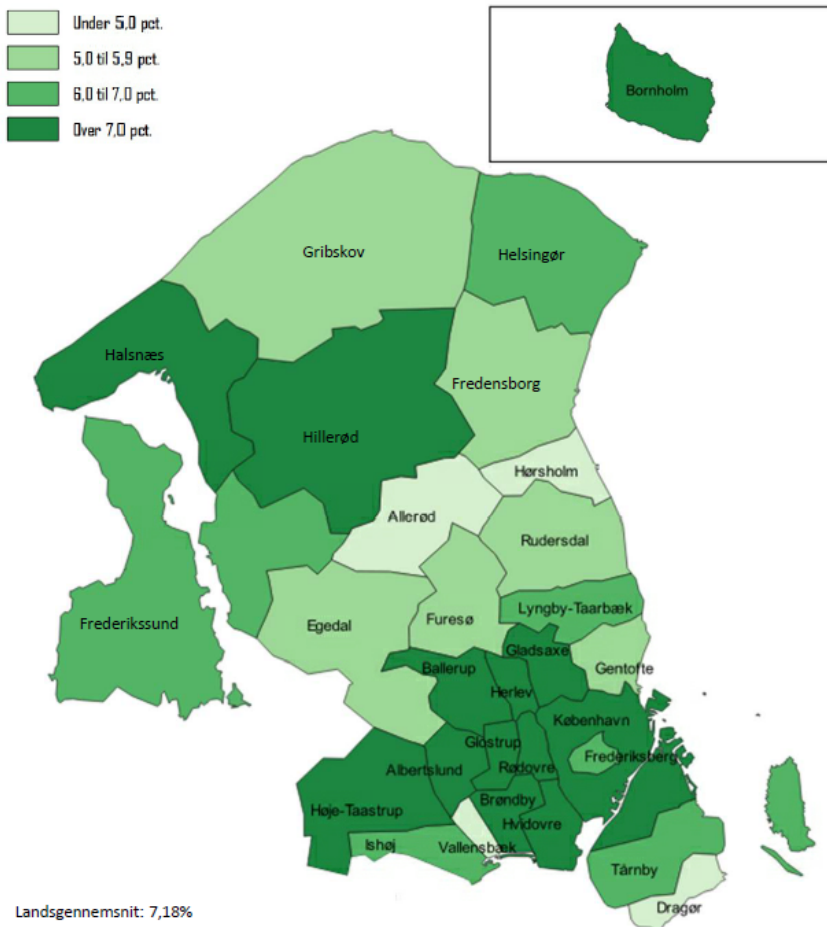 Under 5,0 pct.
5,0 til 5,9 pct.
6,0 til 7,0 pct.
Over 7,0 pct.
Bornholm
Gribskov
Helsingør
Halsnæs
Fredensborg
Hillerød
Hørsholm
Allerød
Rudersdal
Lyngby-Taarbæk
Frederikssund
Egedal
Furesø
Gladsaxe
Ballerup
Gentofte
Herlev
København
Glostrup
Frederiksberg
Albertslund
Rødovre
Brøndby
Høje-Taastrup
Hvidovre
Ishøj
Vallensbæk
Tårnby
Dragør
Landsgennemsnit: 7,18%